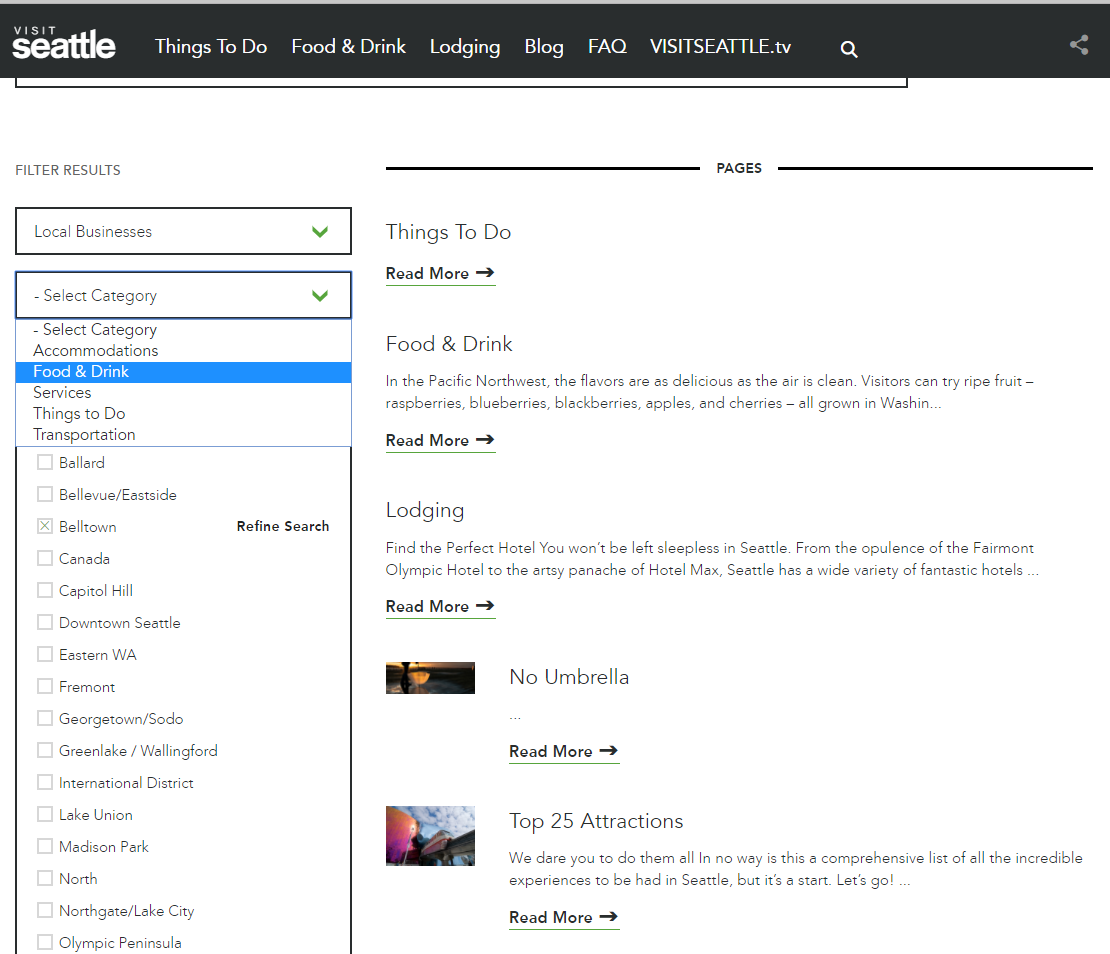 VISIT
seattle
Things To Do
Food & Drink
Lodging
Blog
FAQ
VISITSEATTLE.tv
FILTER RESULTS
Local Businesses
- Select Category
- Select Category
Accommodations
Food & Drink
Services
Things to Do
Transportation
Ballard
Bellevue/Eastside
Belltown
Refine Search
Canada
Capitol Hill
Downtown Seattle
Eastern WA
Fremont
Georgetown/Sodo
Greenlake / Wallingford
International District
Lake Union
Madison Park
North
Northgate/Lake City
Olympic Peninsula
PAGES
Things To Do
Read More
Food & Drink
In the Pacific Northwest, the flavors are as delicious as the air is clean. Visitors can try ripe fruit –
raspberries, blueberries, blackberries, apples, and cherries – all grown in Washin...
Read More
Lodging
Find the Perfect Hotel You won’t be left sleepless in Seattle. From the opulence of the Fairmont
Olympic Hotel to the artsy panache of Hotel Max, Seattle has a wide variety of fantastic hotels ...
Read More
No Umbrella
...
Read More
Top 25 Attractions
We dare you to do them all In no way is this a comprehensive list of all the incredible
experiences to be had in Seattle, but it’s a start. Let’s go! ...
Read More